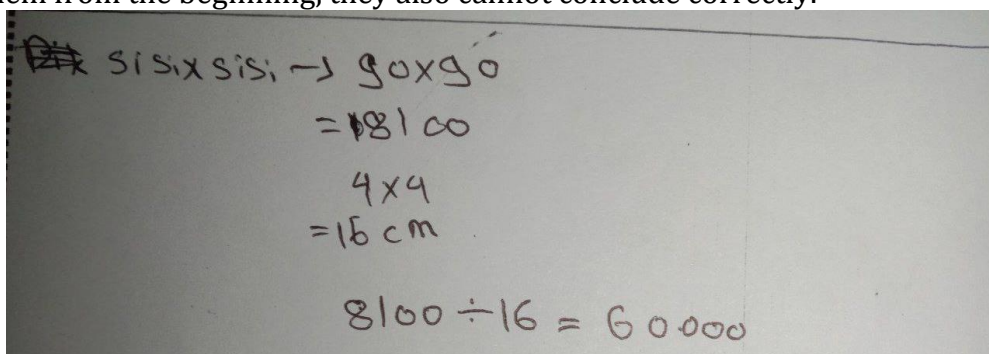 them from the beginning, they also cannot conclude correctly.
sisi x sisi → 90x90
= 8100
4x4
= 16 cm
8100 ÷ 16 = 60000